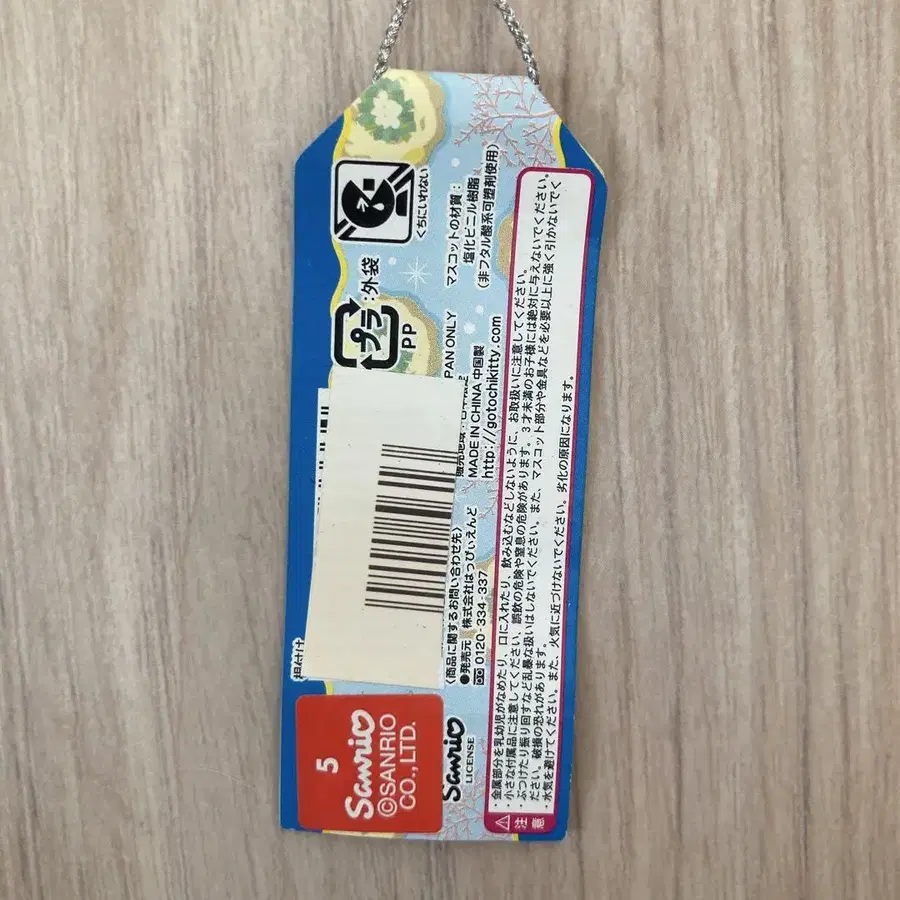 くちにいれない
プラ
:外袋
PP
マスコットの材質:
塩化ビニル樹脂
(非フタル酸系可塑剤使用)
PAN ONLY
MADE IN CHINA 中国製
http://gotochikitty.com
〈商品に関するお問い合わせ先〉
●発売元 株式会社はっぴぃえんど
0120-334-337
5
Sanrio
©SANRIO
CO.,LTD.
Sanrio
LICENSE
注意
・金属部分を乳幼児がなめたり、口に入れたり、飲み込むなどしないように、お取扱いに注意してください。
・小さな付属品に注意してください。誤飲の危険や窒息の危険があります。3才未満のお子様には絶対に与えないでください。
・ぶつけたり振り回すなど乱暴な扱いはしないでください。また、マスコット部分や金具などを必要以上に強く引かないでく
ださい。破損の恐れがあります。
・水気を避けてください。また、火気に近づけないでください。劣化の原因になります。